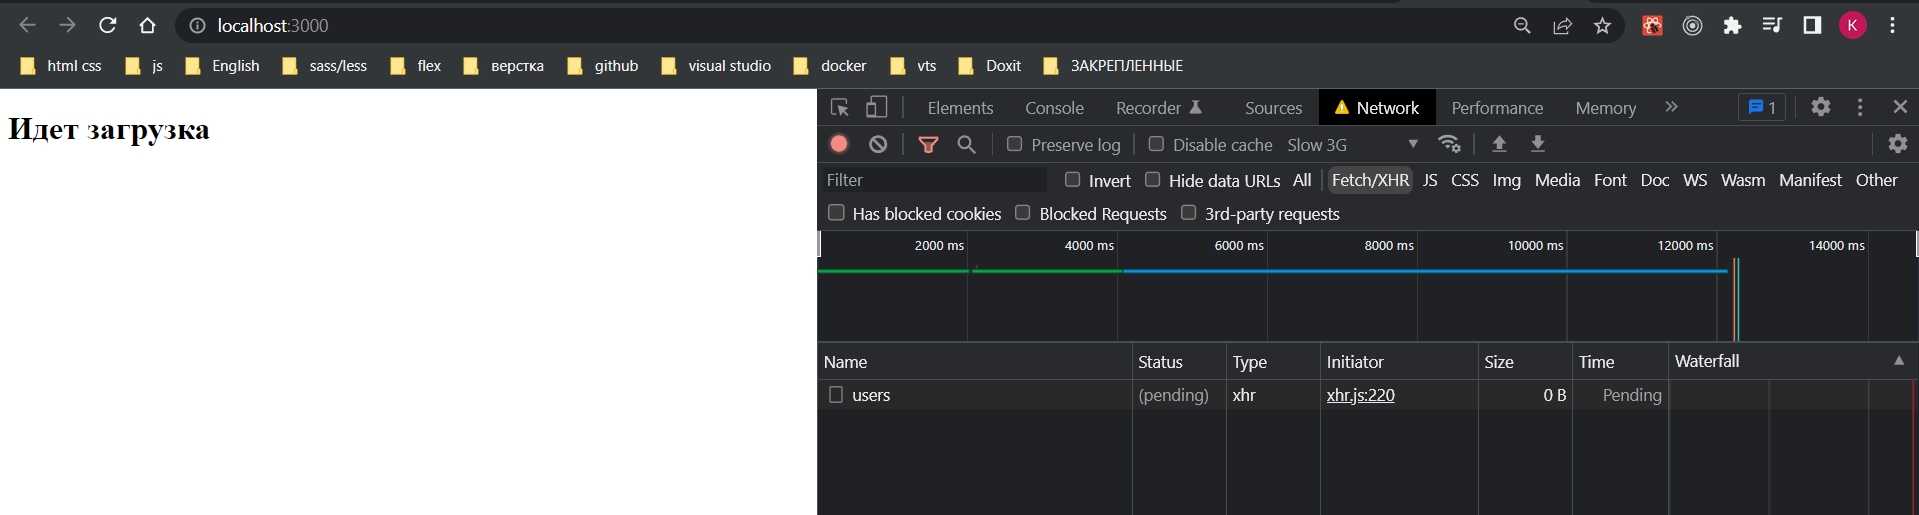 localhost:3000
K
html css js English sass/less flex верстка github visual studio docker vts Doxit ЗАКРЕПЛЕННЫЕ
Идет загрузка
Elements Console Recorder Sources Network Performance Memory » 1
Preserve log Disable cache Slow 3G
Filter Invert Hide data URLs All Fetch/XHR JS CSS Img Media Font Doc WS Wasm Manifest Other
Has blocked cookies Blocked Requests 3rd-party requests
2000 ms 4000 ms 6000 ms 8000 ms 10000 ms 12000 ms 14000 ms
Name Status Type Initiator Size Time Waterfall
users (pending) xhr xhr.js:220 0 B Pending